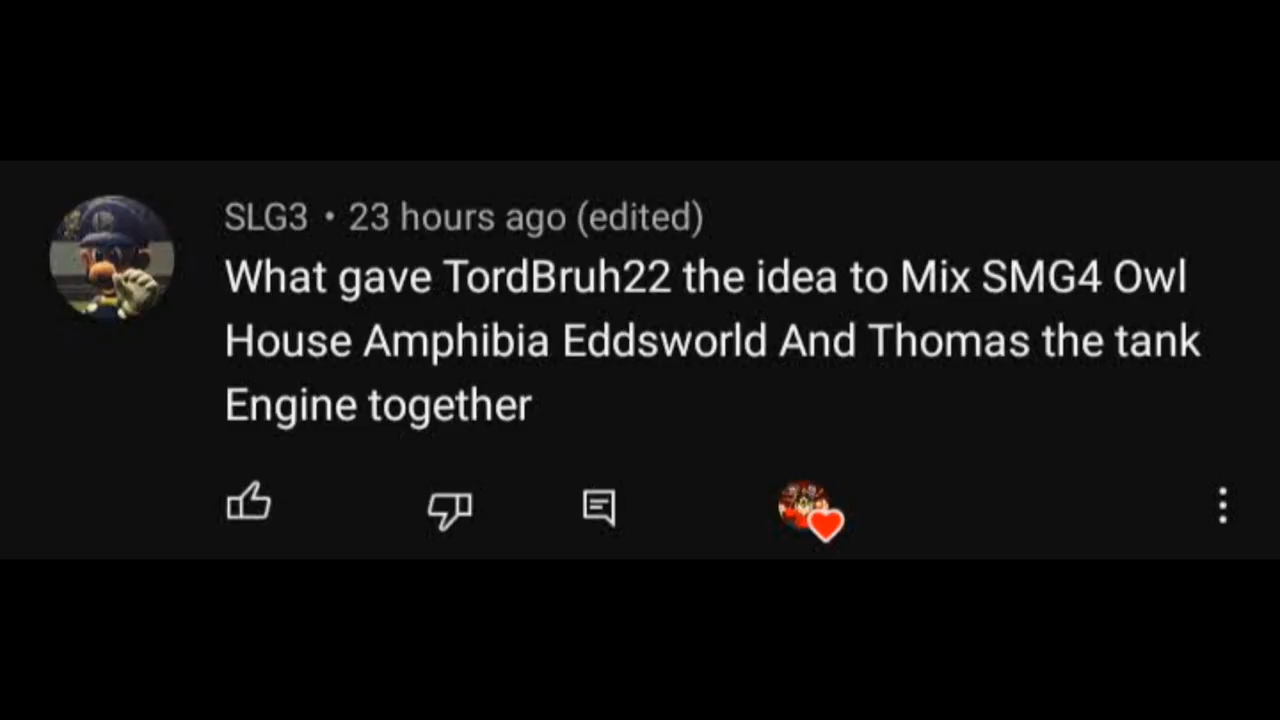 SLG3 • 23 hours ago (edited)
What gave TordBruh22 the idea to Mix SMG4 Owl
House Amphibia Eddsworld And Thomas the tank
Engine together